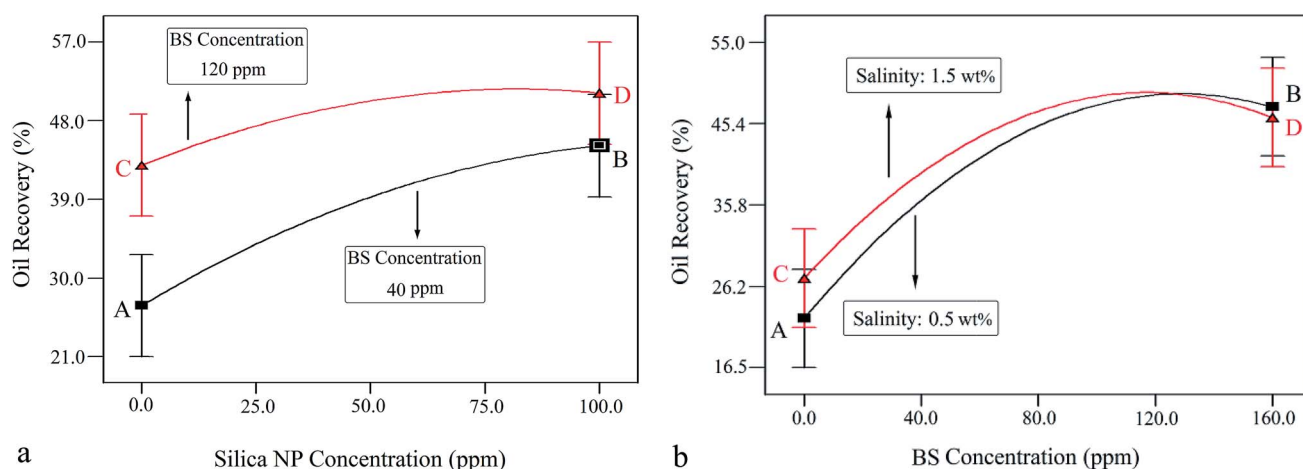 57.0
48.0
39.0
30.0
21.0
Oil Recovery (%)
BS Concentration
120 ppm
C
D
A
B
BS Concentration
40 ppm
0.0 25.0 50.0 75.0 100.0
a Silica NP Concentration (ppm)
55.0
45.4
35.8
26.2
16.5
Oil Recovery (%)
Salinity: 1.5 wt%
B
D
C
A
Salinity: 0.5 wt%
0.0 40.0 80.0 120.0 160.0
b BS Concentration (ppm)